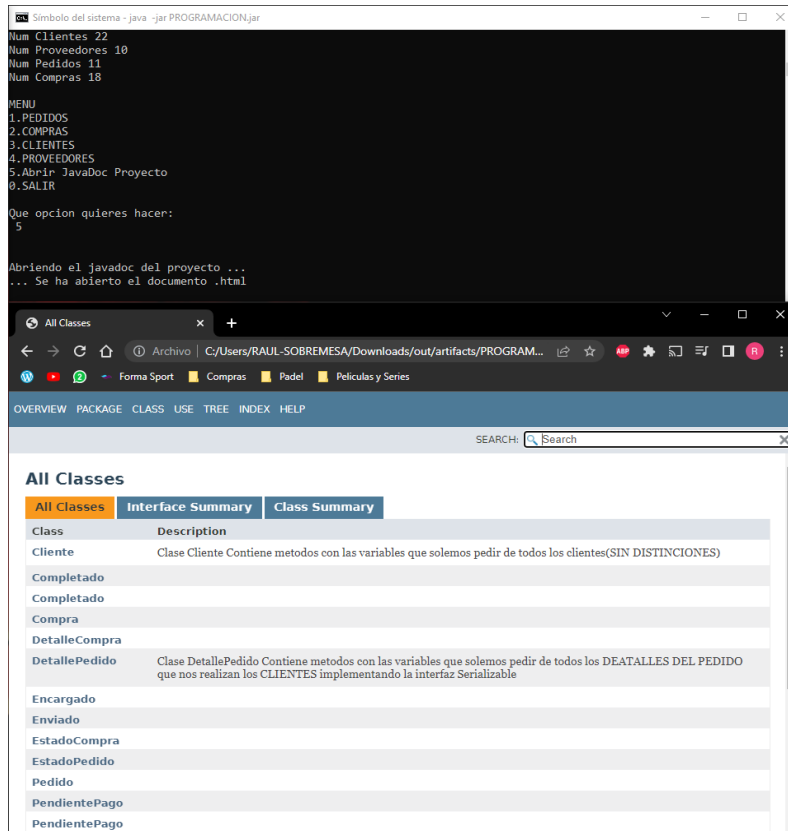 Símbolo del sistema - java -jar PROGRAMACION.jar
Num Clientes 22
Num Proveedores 10
Num Pedidos 11
Num Compras 18
MENU
1.PEDIDOS
2.COMPRAS
3.CLIENTES
4.PROVEEDORES
5.Abrir JavaDoc Proyecto
0.SALIR
Que opcion quieres hacer:
5
Abriendo el javadoc del proyecto ...
... Se ha abierto el documento .html
All Classes
Archivo | C:/Users/RAUL-SOBREMESA/Downloads/out/artifacts/PROGRAM... ABP R
2 Forma Sport Compras Padel Peliculas y Series
OVERVIEW PACKAGE CLASS USE TREE INDEX HELP
SEARCH: Search
All Classes
All Classes Interface Summary Class Summary
Class Description
Cliente Clase Cliente Contiene metodos con las variables que solemos pedir de todos los clientes(SIN DISTINCIONES)
Completado
Completado
Compra
DetalleCompra
DetallePedido Clase DetallePedido Contiene metodos con las variables que solemos pedir de todos los DEATALLES DEL PEDIDO
que nos realizan los CLIENTES implementando la interfaz Serializable
Encargado
Enviado
EstadoCompra
EstadoPedido
Pedido
PendientePago
PendientePago